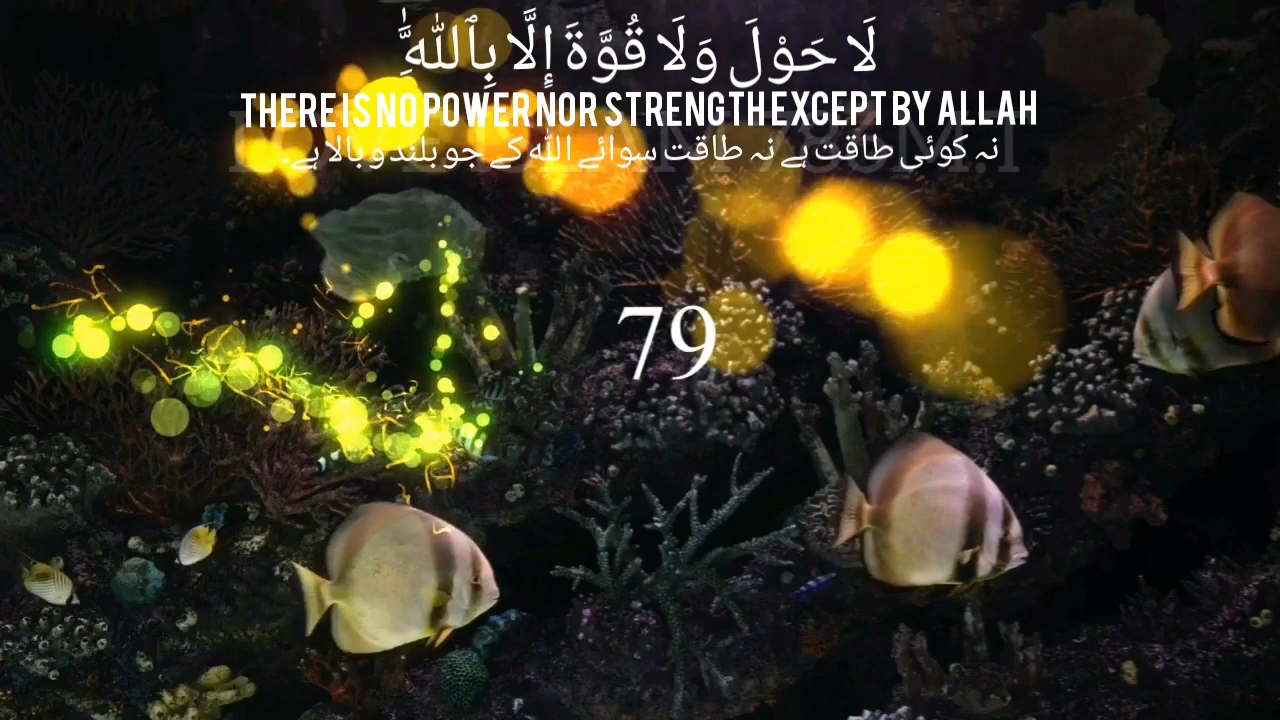 لَا حَوْلَ وَلَا قُوَّةَ إِلَّا بِٱللَّٰهِ
THERE IS NO POWER NOR STRENGTH EXCEPT BY ALLAH
نہ کوئی طاقت ہے نہ طاقت سوائے اللہ کے جو بلند و بالا ہے۔
79